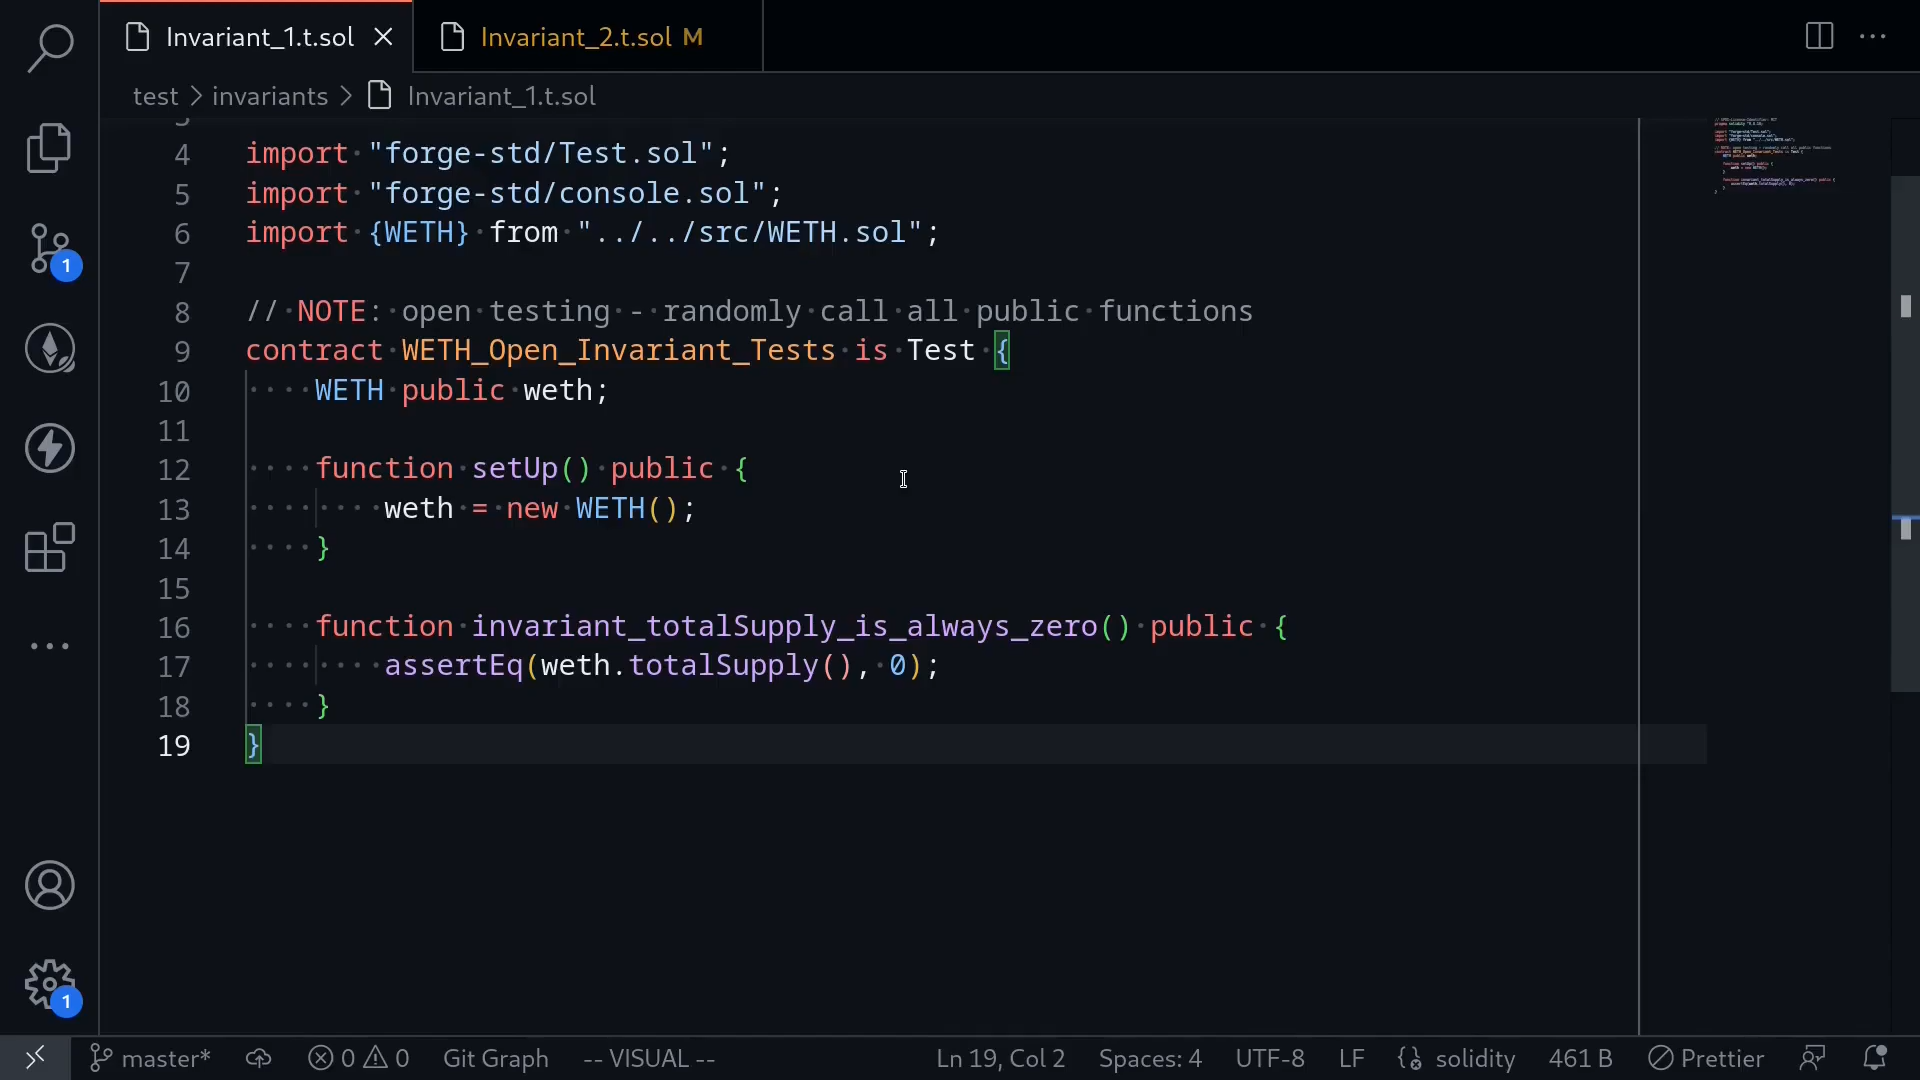 Invariant_1.t.sol
Invariant_2.t.sol M
test > invariants > Invariant_1.t.sol
4 import "forge-std/Test.sol";
5 import "forge-std/console.sol";
6 import {WETH} from "../../src/WETH.sol";
7
8 // NOTE: open testing - randomly call all public functions
9 contract WETH_Open_Invariant_Tests is Test {
10 WETH public weth;
11
12 function setUp() public {
13 weth = new WETH();
14 }
15
16 function invariant_totalSupply_is_always_zero() public {
17 assertEq(weth.totalSupply(), 0);
18 }
19 }
1
1
master* 0 0 Git Graph -- VISUAL -- Ln 19, Col 2 Spaces: 4 UTF-8 LF solidity 461 B Prettier